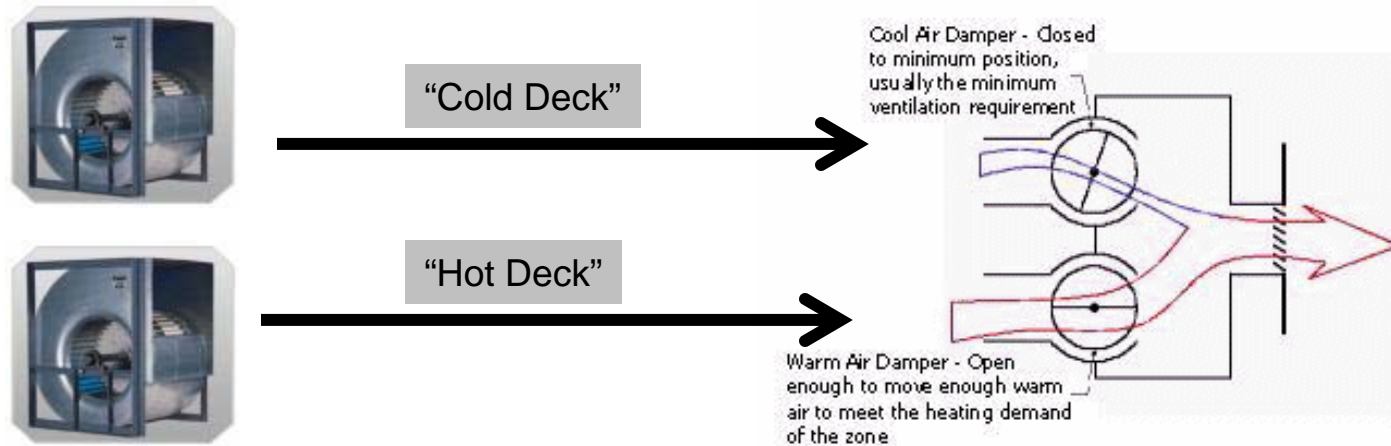 “Cold Deck”
“Hot Deck”
Cool Air Damper - Closed
to minimum position,
usually the minimum
ventilation requirement
Warm Air Damper - Open
enough to move enough warm
air to meet the heating demand
of the zone